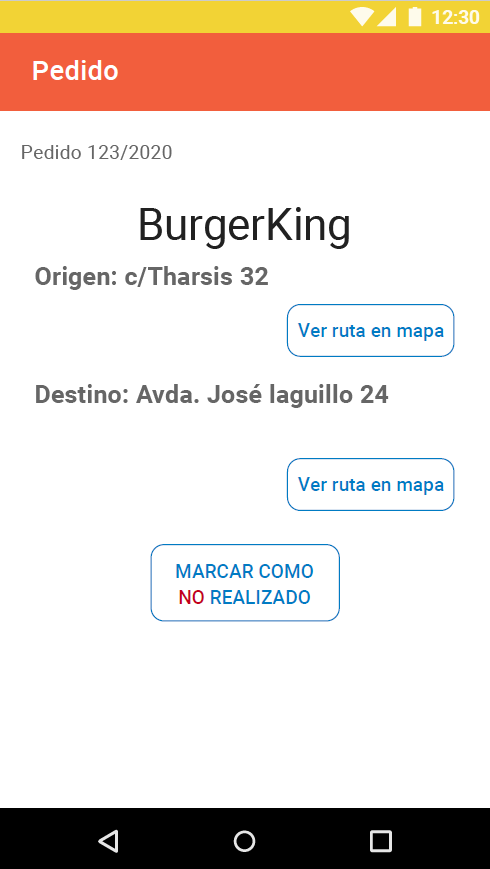 12:30
Pedido
Pedido 123/2020
BurgerKing
Origen: c/Tharsis 32
Ver ruta en mapa
Destino: Avda. José laguillo 24
Ver ruta en mapa
MARCAR COMO
NO REALIZADO